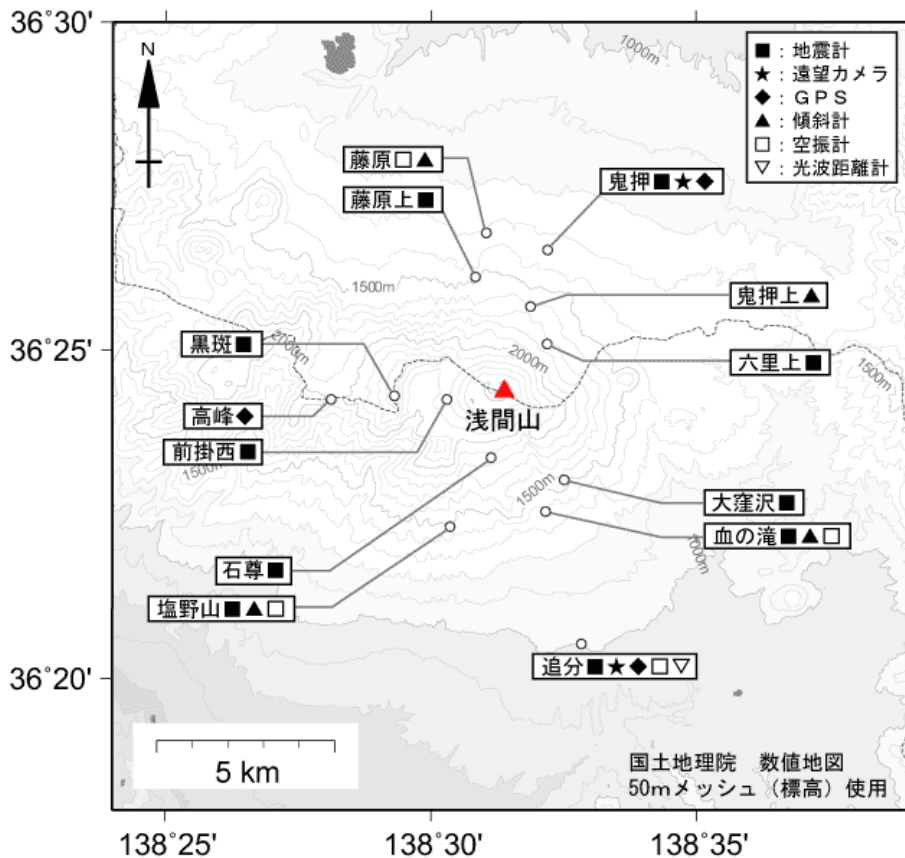 36°30'
N
1000m
■：地震計
★：遠望カメラ
◆：ＧＰＳ
▲：傾斜計
□：空振計
▽：光波距離計
藤原□▲
鬼押■★◆
藤原上■
1500m
鬼押上▲
36°25'
黒斑■
2000m
2000m
六里上■
1500m
高峰◆
浅間山
前掛西■
1500m
1500m
大窪沢■
血の滝■▲□
1000m
石尊■
塩野山■▲□
追分■★◆□▽
36°20'
5 km
国土地理院　数値地図
50mメッシュ（標高）使用
138°25'
138°30'
138°35'